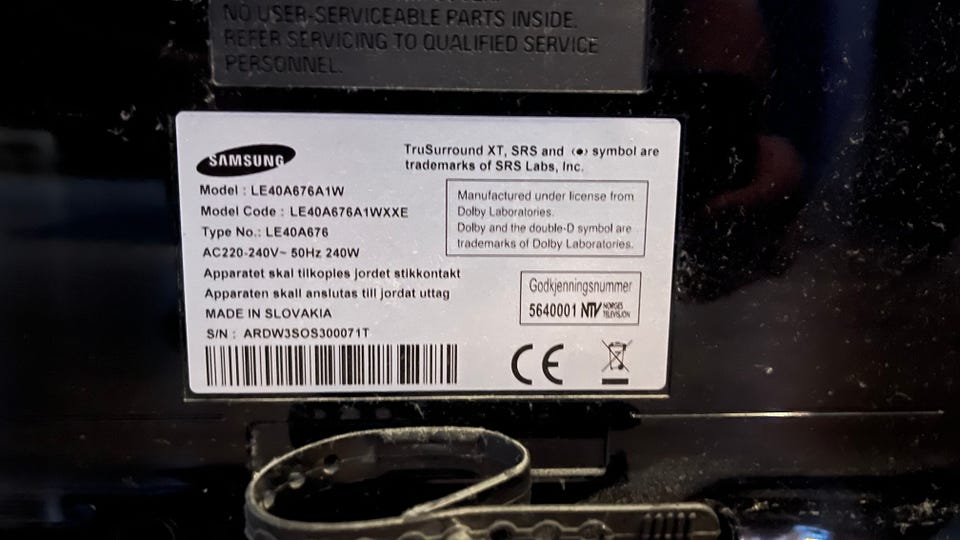 NO USER-SERVICEABLE PARTS INSIDE.
REFER SERVICING TO QUALIFIED SERVICE
PERSONNEL.
SAMSUNG
Model : LE40A676A1W
Model Code : LE40A676A1WXXE
Type No.: LE40A676
AC220-240V~ 50Hz 240W
Apparatet skal tilkoples jordet stikkontakt
Apparaten skall anslutas till jordat uttag
MADE IN SLOVAKIA
S/N : ARDW3SOS300071T
TruSurround XT, SRS and (●) symbol are
trademarks of SRS Labs, Inc.
Manufactured under license from
Dolby Laboratories.
Dolby and the double-D symbol are
trademarks of Dolby Laboratories.
Godkjenningsnummer
5640001 NTV NORGES
TELEVISJON
CE